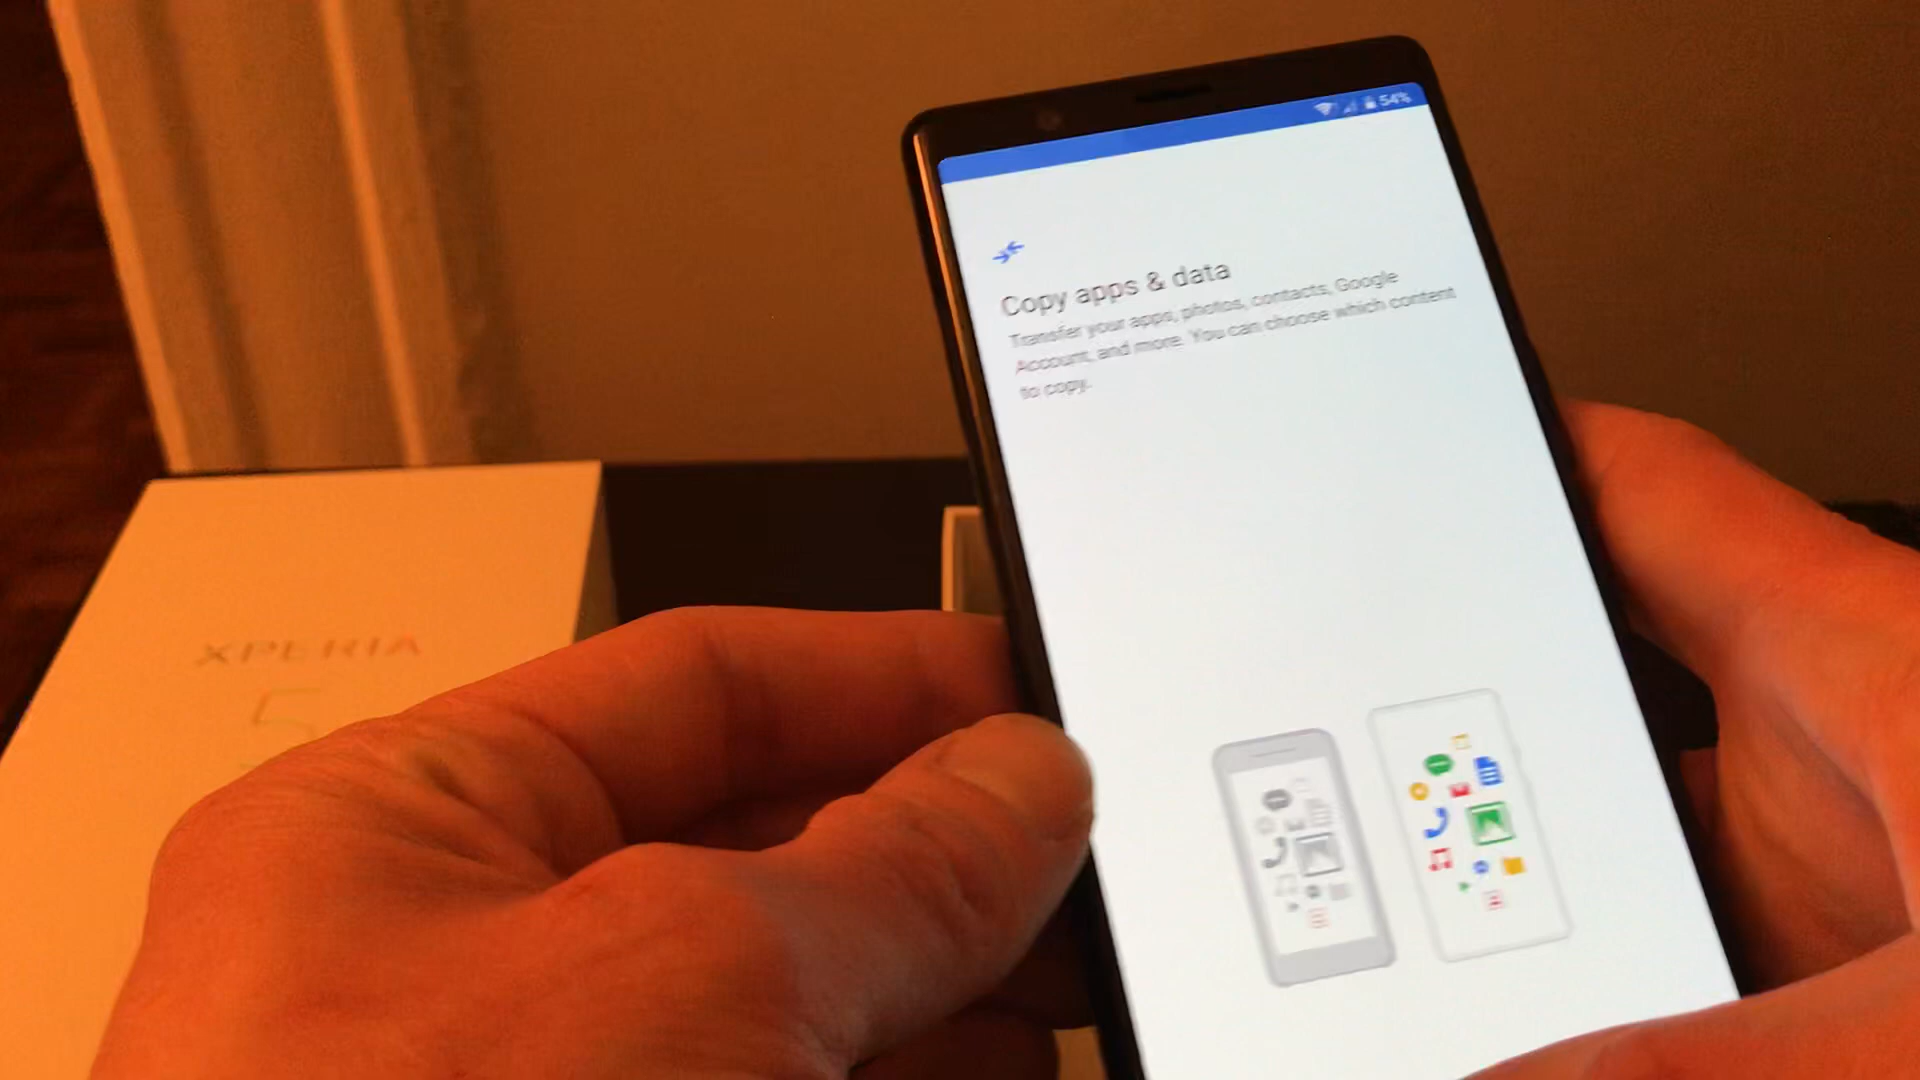 54%
Copy apps & data
Transfer your apps, photos, contacts, Google
Account, and more. You can choose which content
to copy.
XPERIA
5